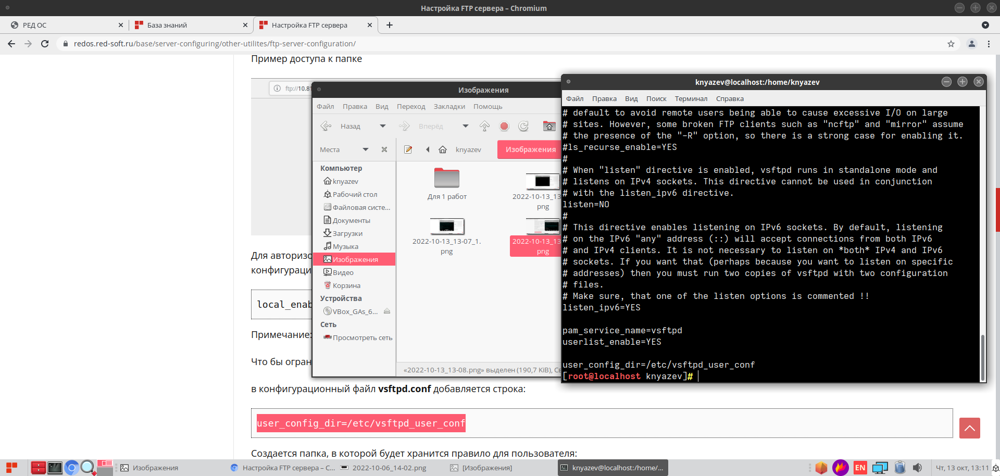 Настройка FTP сервера – Chromium
РЕД ОС
База знаний
Настройка FTP сервера
redos.red-soft.ru/base/server-configuring/other-utilites/ftp-server-configuration/
Пример доступа к папке
ftp://10.81
Для авторизо
конфигураци
local_enab
Примечание:
Что бы огран
в конфигурационный файл vsftpd.conf добавляется строка:
user_config_dir=/etc/vsftpd_user_conf
Создается папка, в которой будет хранится правило для пользователя:
Изображения
Файл Правка Вид Переход Закладки Помощь
Назад Вперёд
Места
knyazev
Изображения
Компьютер
knyazev
Рабочий стол
Файловая систе...
Документы
Загрузки
Музыка
Изображения
Видео
Корзина
Устройства
VBox_GAs_6...
Сеть
Просмотреть сеть
Для 1 работ
2022-10-13_13
png
2022-10-13_13-07_1.
png
2022-10-13_13
png
«2022-10-13_13-08.png» выделен (190,7 KiB), Св
knyazev@localhost:/home/knyazev
Файл Правка Вид Поиск Терминал Справка
# default to avoid remote users being able to cause excessive I/O on large
# sites. However, some broken FTP clients such as "ncftp" and "mirror" assume
# the presence of the "-R" option, so there is a strong case for enabling it.
#ls_recurse_enable=YES
#
# When "listen" directive is enabled, vsftpd runs in standalone mode and
# listens on IPv4 sockets. This directive cannot be used in conjunction
# with the listen_ipv6 directive.
listen=NO
#
# This directive enables listening on IPv6 sockets. By default, listening
# on the IPv6 "any" address (::) will accept connections from both IPv6
# and IPv4 clients. It is not necessary to listen on *both* IPv4 and IPv6
# sockets. If you want that (perhaps because you want to listen on specific
# addresses) then you must run two copies of vsftpd with two configuration
# files.
# Make sure, that one of the listen options is commented !!
listen_ipv6=YES
pam_service_name=vsftpd
userlist_enable=YES
user_config_dir=/etc/vsftpd_user_conf
[root@localhost knyazev]#
Изображения
Настройка FTP сервера – С...
2022-10-06_14-02.png
[Изображения]
knyazev@localhost:/home/...
EN
Чт, 13 окт, 13:11